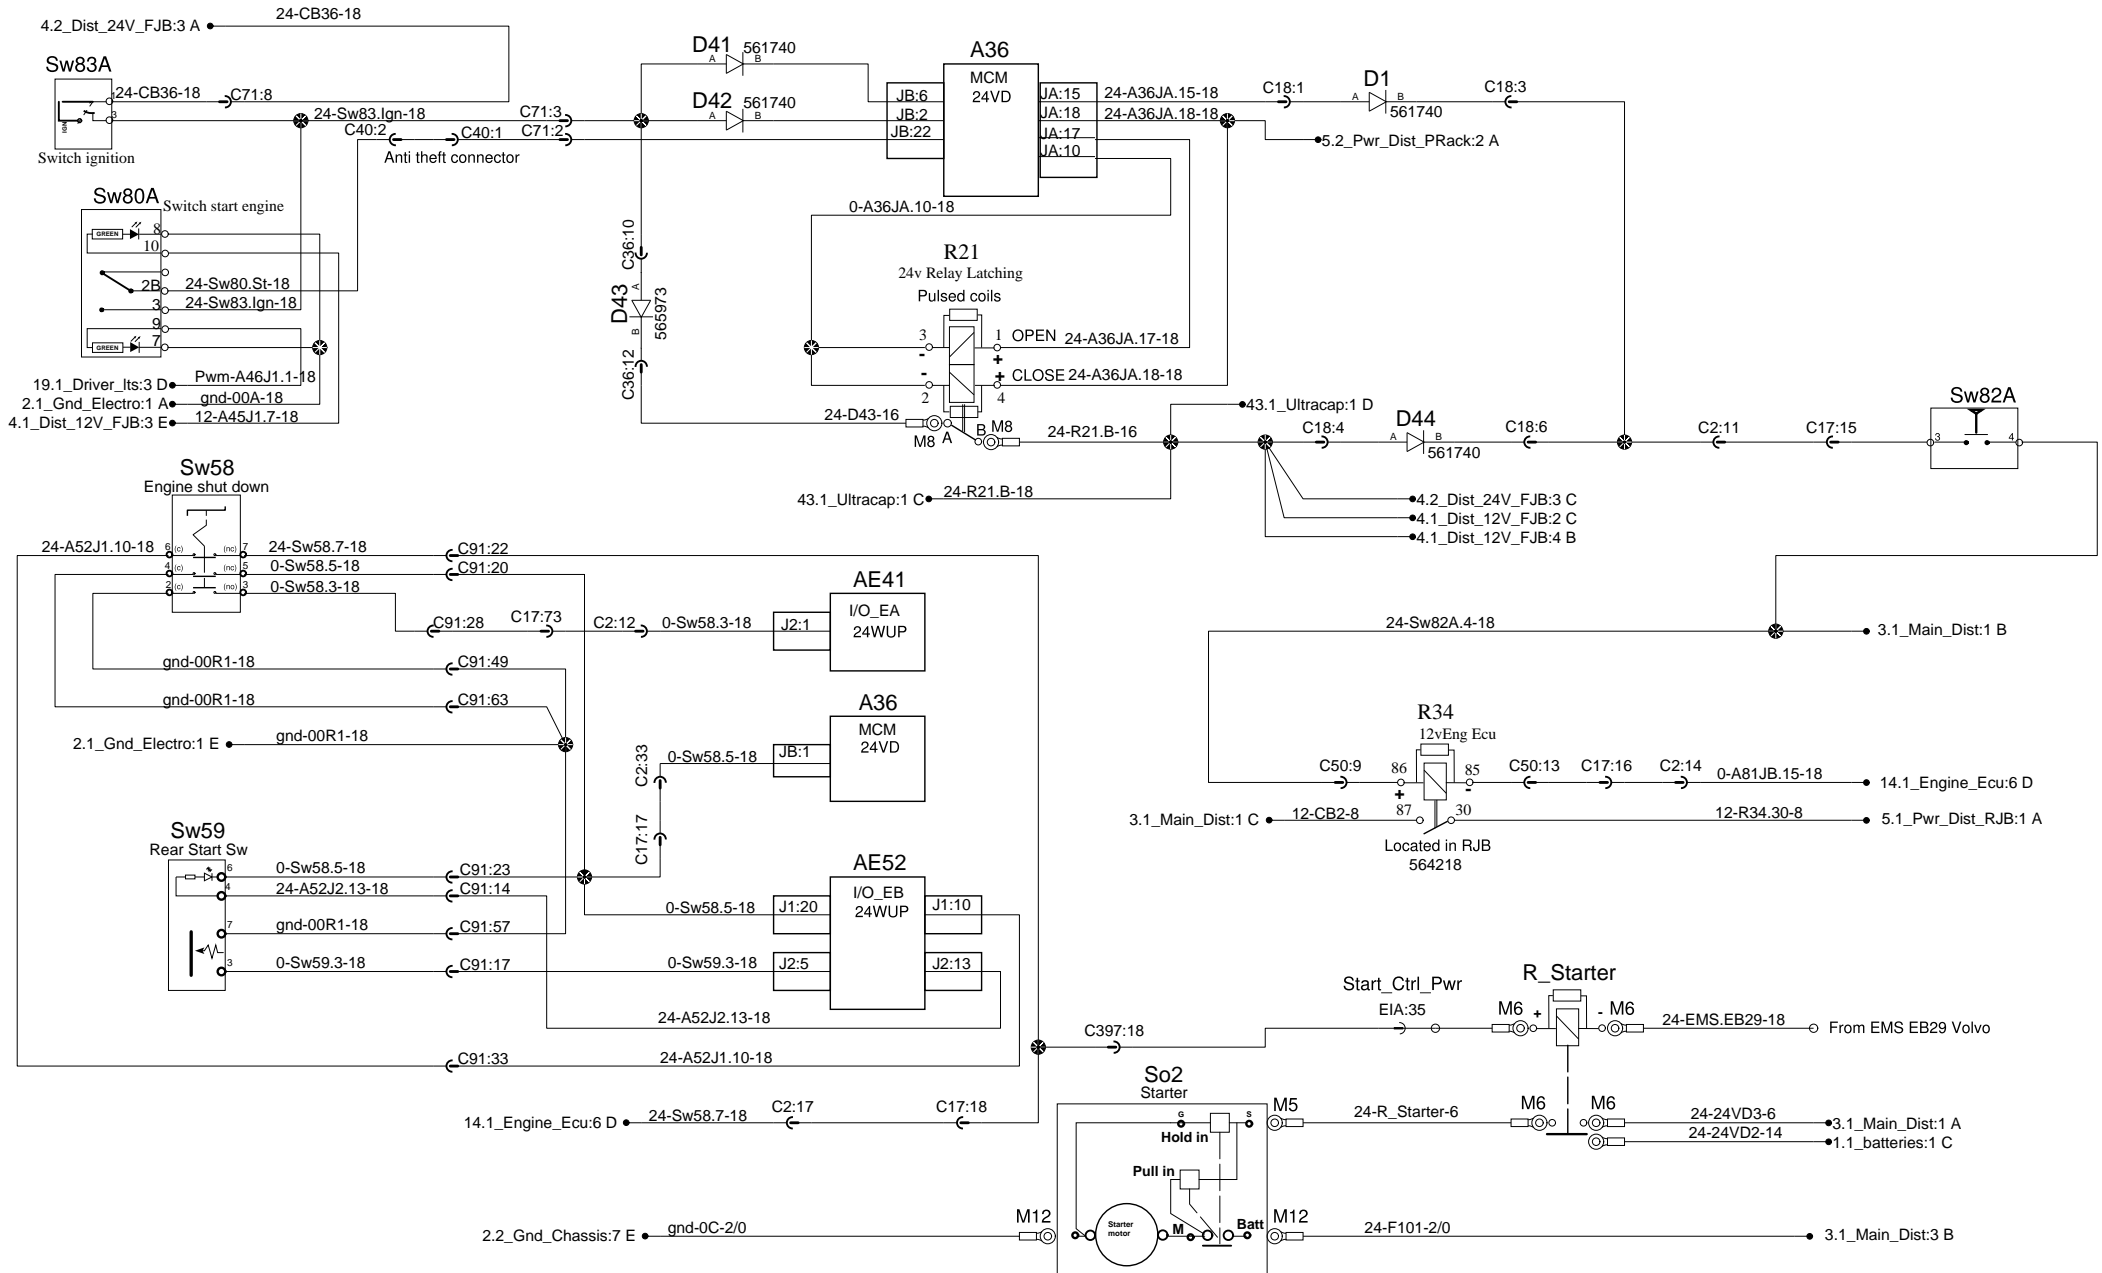 24-CB36-18
4.2_Dist_24V_FJB:3 A
Sw83A
24-CB36-18
C71:8
1
3
IGN
Switch ignition
24-Sw83.Ign-18
C40:2
C40:1
C71:3
C71:2
Anti theft connector
D41
561740
A
B
D42
561740
A
B
A36
MCM
24VD
JB:6
JB:2
JB:22
JA:15
JA:18
JA:17
JA:10
24-A36JA.15-18
24-A36JA.18-18
C18:1
D1
A
B
561740
C18:3
5.2_Pwr_Dist_PRack:2 A
Sw80A
Switch start engine
GREEN
8
10
2B
24-Sw80.St-18
3
24-Sw83.Ign-18
9
GREEN
7
19.1_Driver_lts:3 D
Pwm-A46J1.1-18
2.1_Gnd_Electro:1 A
gnd-00A-18
4.1_Dist_12V_FJB:3 E
12-A45J1.7-18
C36:10
D43
A
B
565973
C36:12
0-A36JA.10-18
R21
24v Relay Latching
Pulsed coils
3
-
1
+
OPEN
24-A36JA.17-18
-
2
+
4
CLOSE
24-A36JA.18-18
24-D43-16
M8
A
B
M8
24-R21.B-16
43.1_Ultracap:1 D
C18:4
D44
A
B
561740
C18:6
C2:11
C17:15
Sw82A
3
4
43.1_Ultracap:1 C
24-R21.B-18
4.2_Dist_24V_FJB:3 C
4.1_Dist_12V_FJB:2 C
4.1_Dist_12V_FJB:4 B
Sw58
Engine shut down
24-A52J1.10-18
6
(c)
(nc)
7
24-Sw58.7-18
C91:22
4
(c)
(nc)
5
0-Sw58.5-18
C91:20
2
(c)
(no)
3
0-Sw58.3-18
C91:28
C17:73
C2:12
0-Sw58.3-18
J2:1
AE41
I/O_EA
24WUP
24-Sw82A.4-18
3.1_Main_Dist:1 B
gnd-00R1-18
C91:49
gnd-00R1-18
C91:63
2.1_Gnd_Electro:1 E
gnd-00R1-18
A36
MCM
24VD
JB:1
0-Sw58.5-18
C2:33
C17:17
R34
12vEng Ecu
C50:9
86
+
85
-
C50:13
C17:16
C2:14
0-A81JB.15-18
14.1_Engine_Ecu:6 D
3.1_Main_Dist:1 C
12-CB2-8
87
30
12-R34.30-8
5.1_Pwr_Dist_RJB:1 A
Located in RJB
564218
Sw59
Rear Start Sw
6
0-Sw58.5-18
C91:23
4
24-A52J2.13-18
C91:14
7
gnd-00R1-18
C91:57
3
0-Sw59.3-18
C91:17
AE52
I/O_EB
24WUP
0-Sw58.5-18
J1:20
J1:10
0-Sw59.3-18
J2:5
J2:13
24-A52J2.13-18
C91:33
24-A52J1.10-18
C397:18
Start_Ctrl_Pwr
EIA:35
R_Starter
M6
+
-
M6
24-EMS.EB29-18
From EMS EB29 Volvo
14.1_Engine_Ecu:6 D
24-Sw58.7-18
C2:17
C17:18
So2
Starter
G
S
Hold in
Pull in
M5
24-R_Starter-6
M6
M6
24-24VD3-6
3.1_Main_Dist:1 A
24-24VD2-14
1.1_batteries:1 C
2.2_Gnd_Chassis:7 E
gnd-0C-2/0
M12
Starter
motor
M
Batt
M12
24-F101-2/0
3.1_Main_Dist:3 B